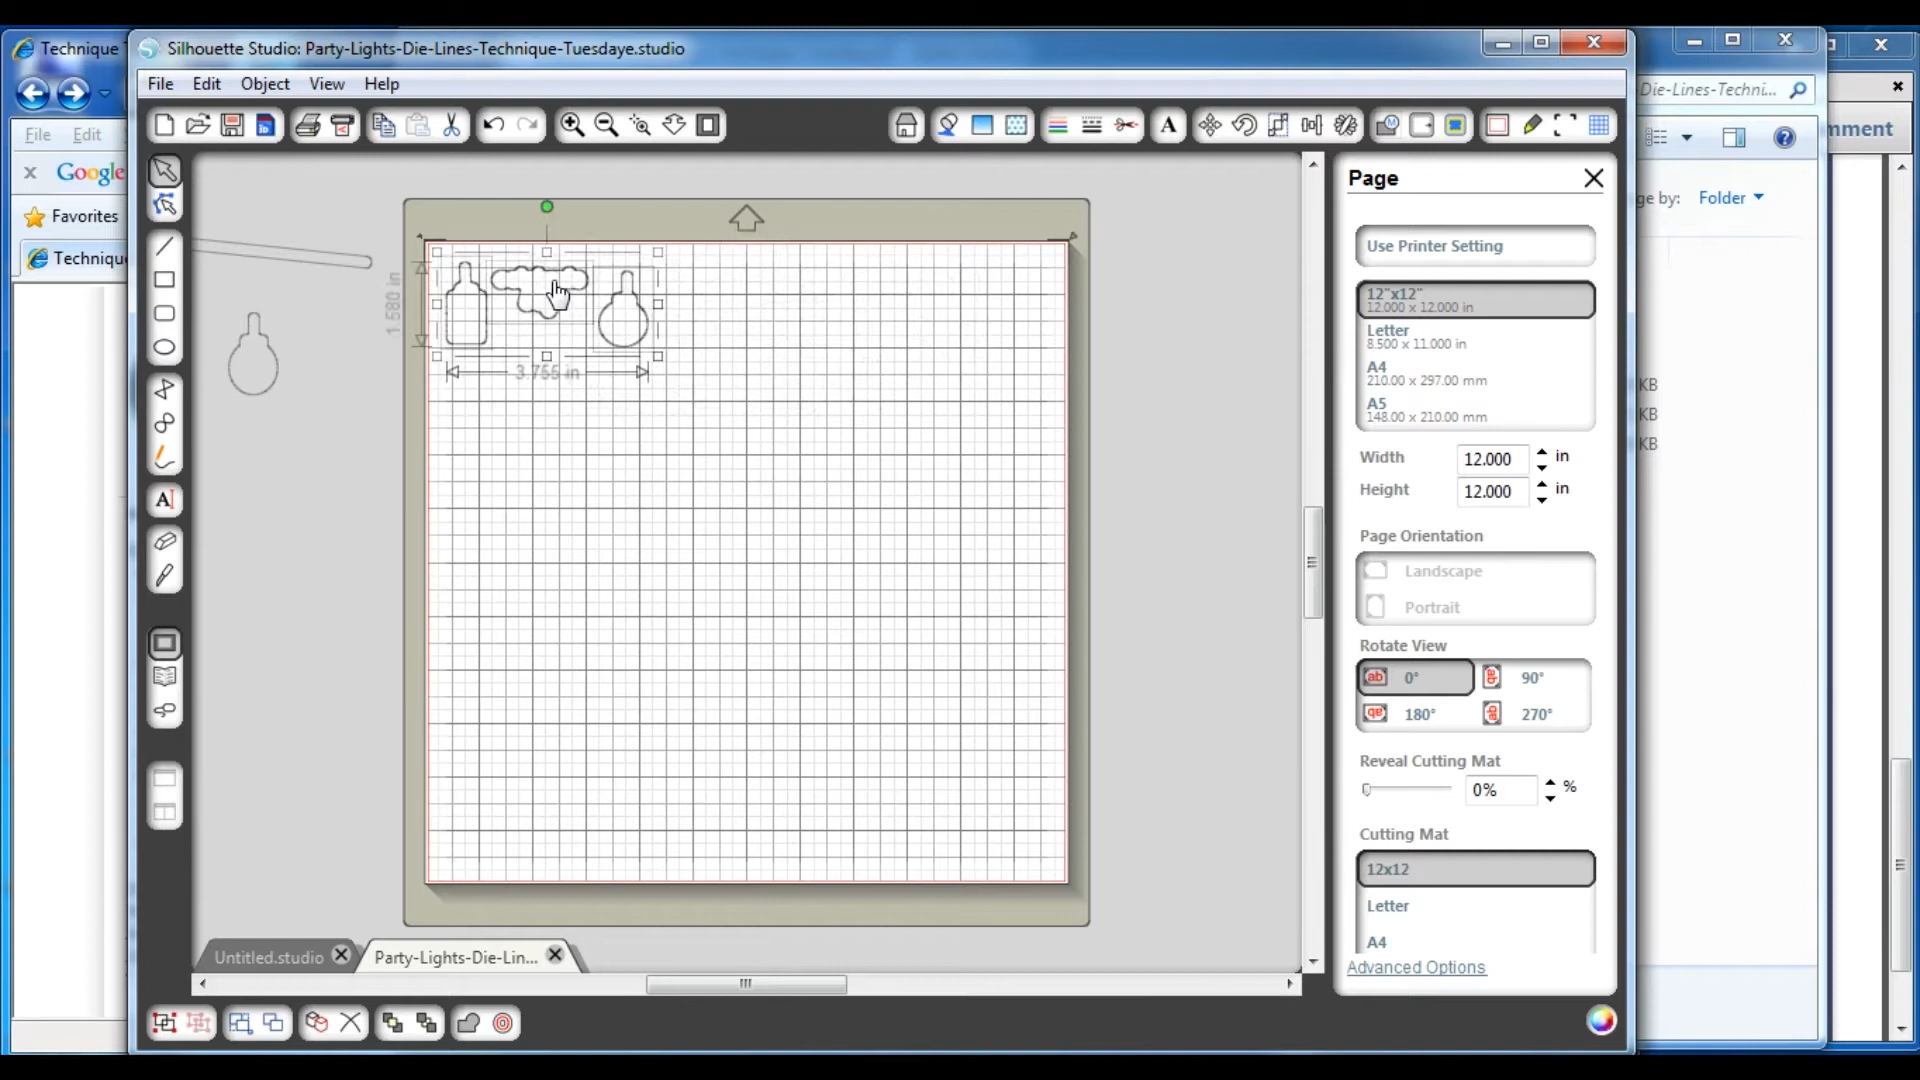 Technique
Silhouette Studio: Party-Lights-Die-Lines-Technique-Tuesdaye.studio
File Edit Object View Help
Die-Lines-Techni...
File Edit
mment
x Google
Favorites
Techniqu
ge by: Folder
Page
Use Printer Setting
12"x12"
12.000 x 12.000 in
Letter
8.500 x 11.000 in
A4
210.00 x 297.00 mm
A5
148.00 x 210.00 mm
KB
KB
KB
1.580 in
3.755 in
Width 12.000 in
Height 12.000 in
Page Orientation
Landscape
Portrait
Rotate View
ab 0° ab 90°
ab 180° ab 270°
Reveal Cutting Mat
0% %
Cutting Mat
12x12
Letter
A4
Advanced Options
Untitled.studio Party-Lights-Die-Lin...